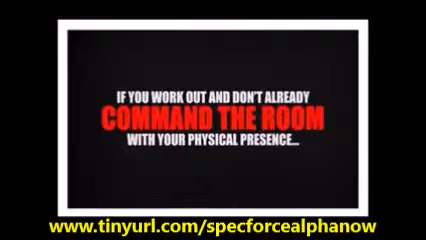 IF YOU WORK OUT AND DON'T ALREADY
COMMAND THE ROOM
WITH YOUR PHYSICAL PRESENCE...
www.tinyurl.com/specforcealphanow